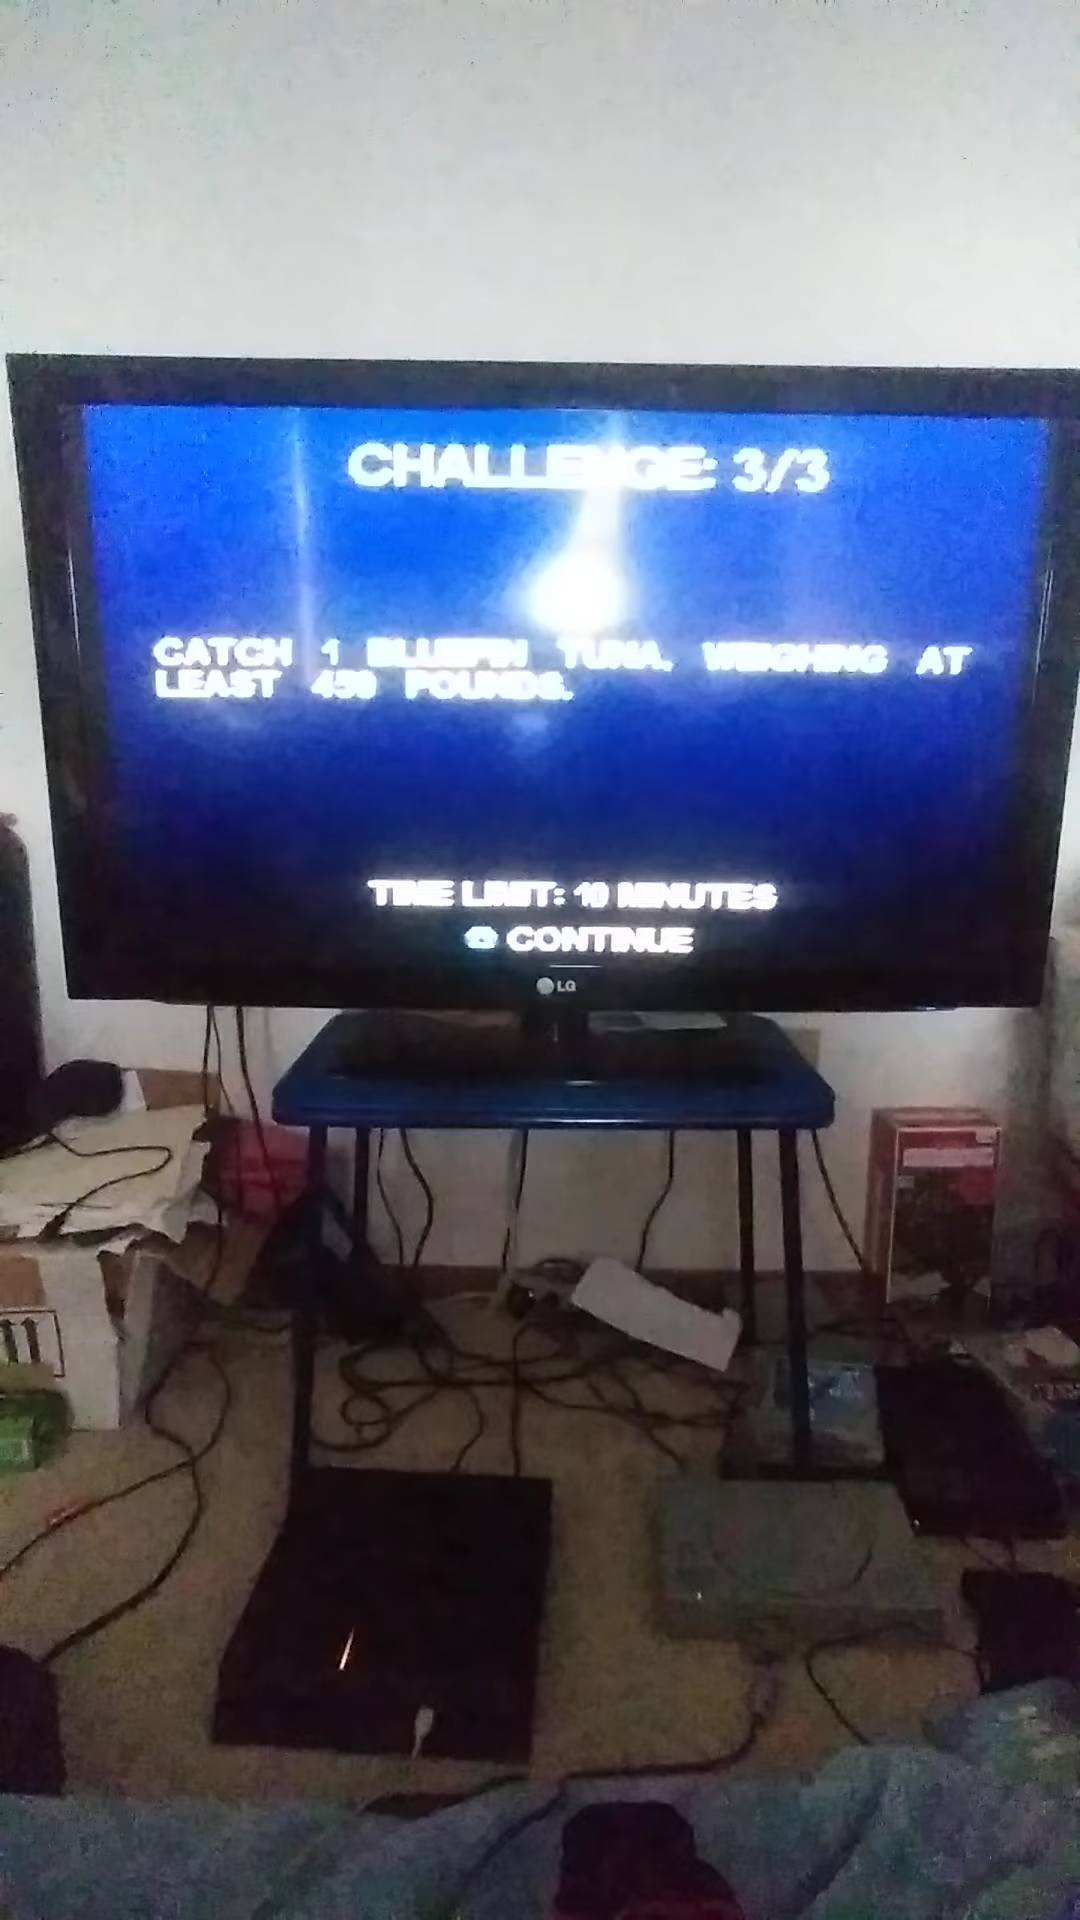 CHALLENGE: 3/3
CATCH 1 BLUEFIN TUNA, WEIGHING AT
LEAST 450 POUNDS.
TIME LIMIT: 10 MINUTES
CONTINUE
LG